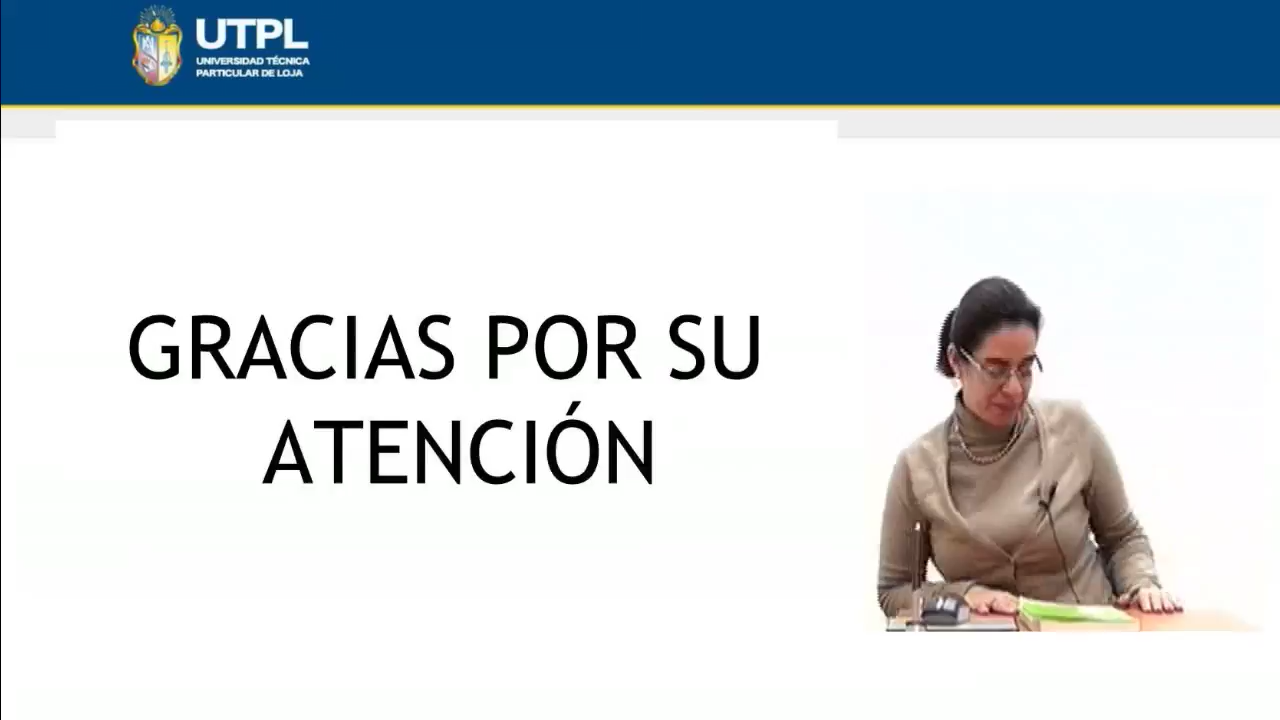 UTPL
UNIVERSIDAD TÉCNICA
PARTICULAR DE LOJA
GRACIAS POR SU
ATENCIÓN